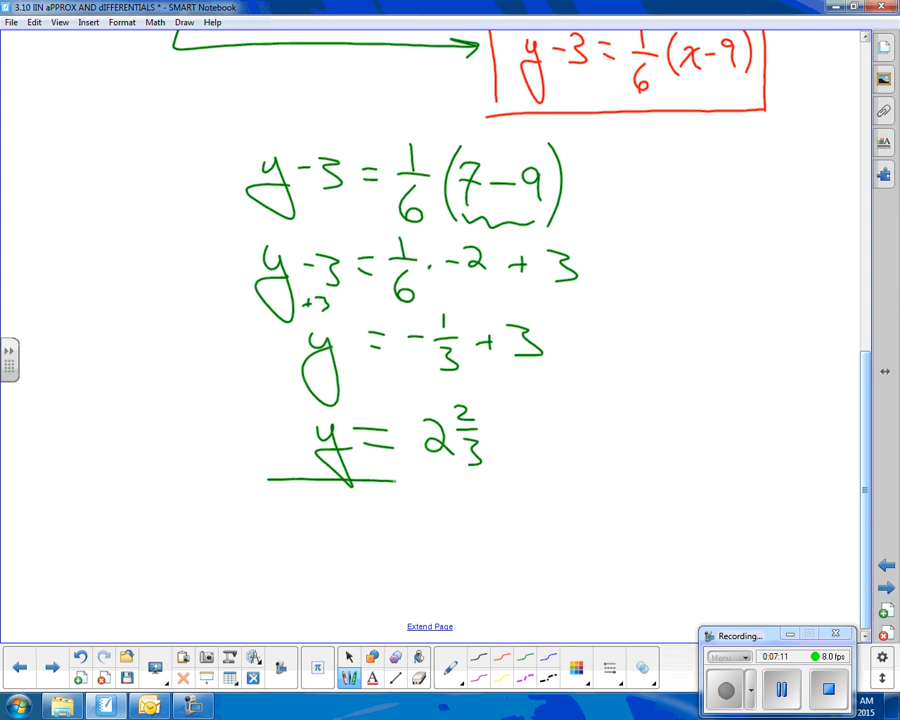 3.10 lIN aPPROX and dIFFERENTIALS * - SMART Notebook
File Edit View Insert Format Math Draw Help
y-3 = 1/6 (x-9)
y-3 = 1/6 (7-9)
y-3 = 1/6 · -2 + 3
+3
y = -1/3 + 3
y = 2 2/3
Extend Page
Recording...
Menu
0:07:11
8.0 fps
AM
2015